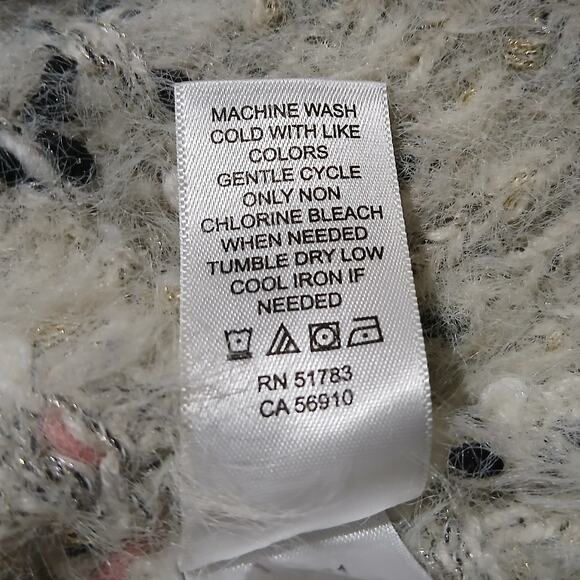 MACHINE WASH
COLD WITH LIKE
COLORS
GENTLE CYCLE
ONLY NON
CHLORINE BLEACH
WHEN NEEDED
TUMBLE DRY LOW
COOL IRON IF
NEEDED
RN 51783
CA 56910